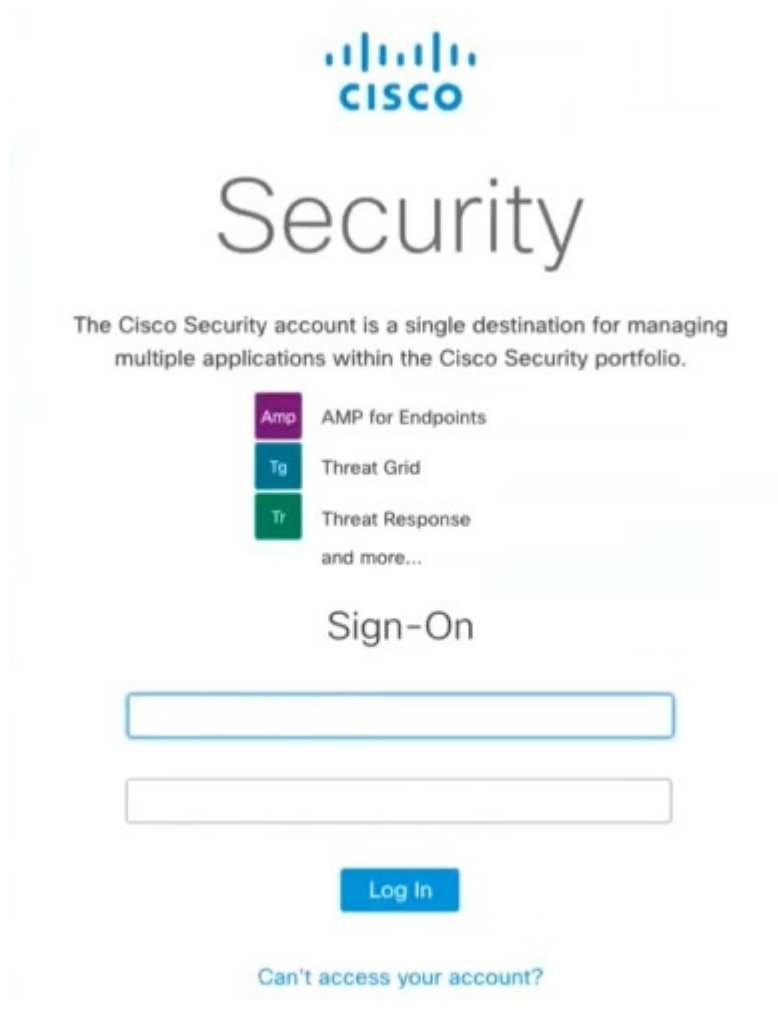 CISCO
Security
The Cisco Security account is a single destination for managing
multiple applications within the Cisco Security portfolio.
Amp AMP for Endpoints
Tg Threat Grid
Tr Threat Response
and more...
Sign-On
Log In
Can't access your account?